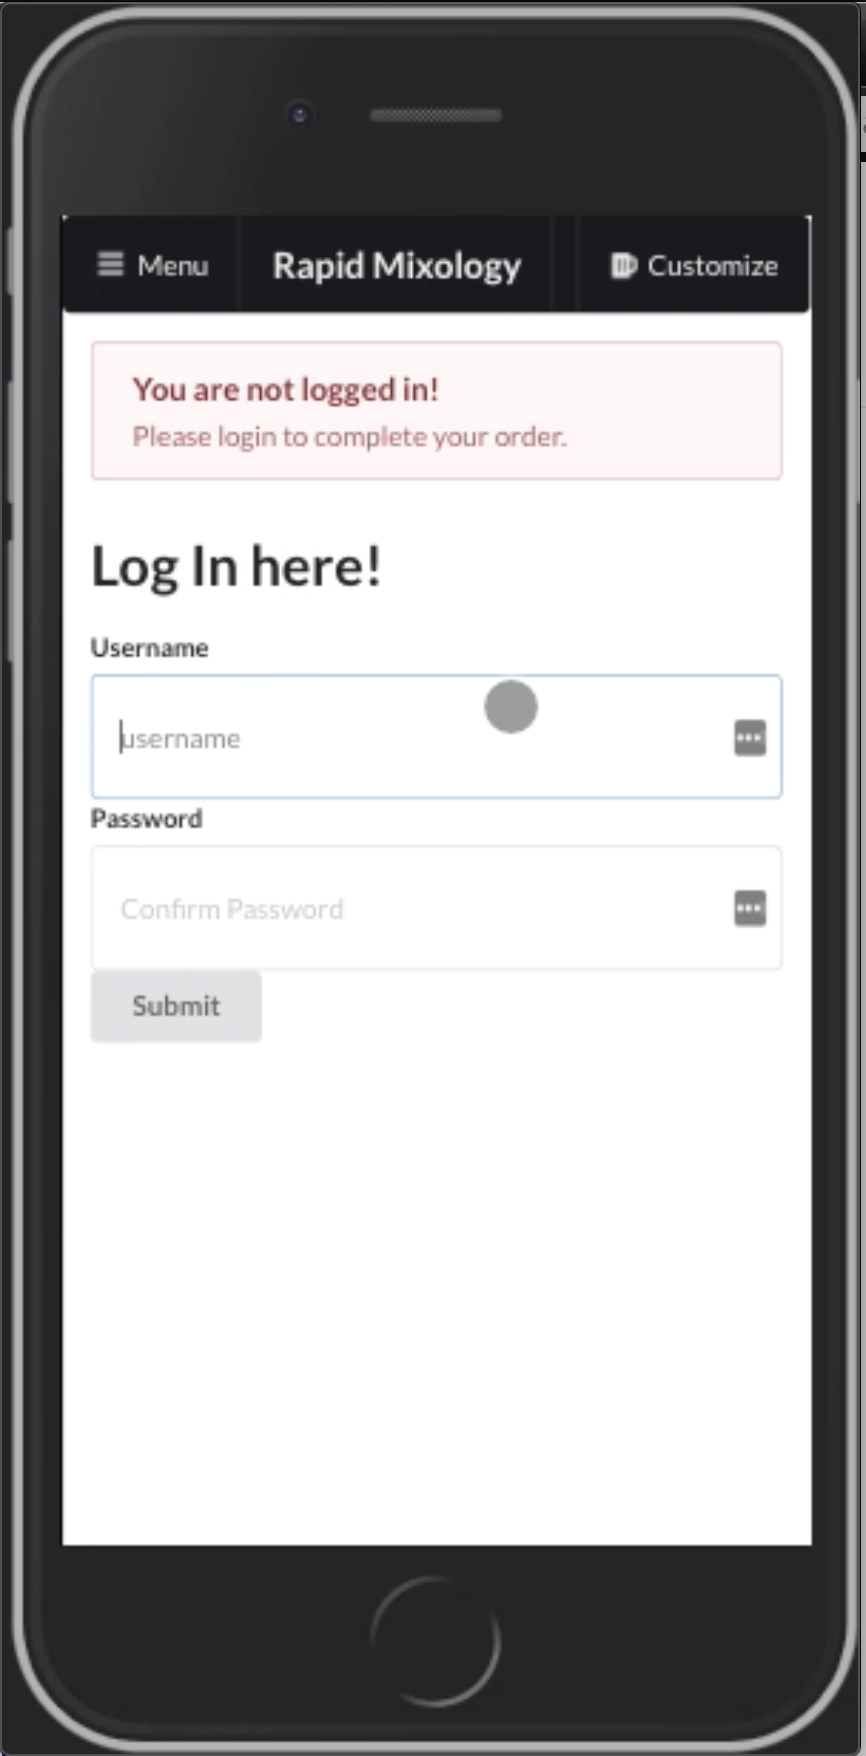 Menu
Rapid Mixology
Customize
You are not logged in!
Please login to complete your order.
Log In here!
Username
username
Password
Confirm Password
Submit